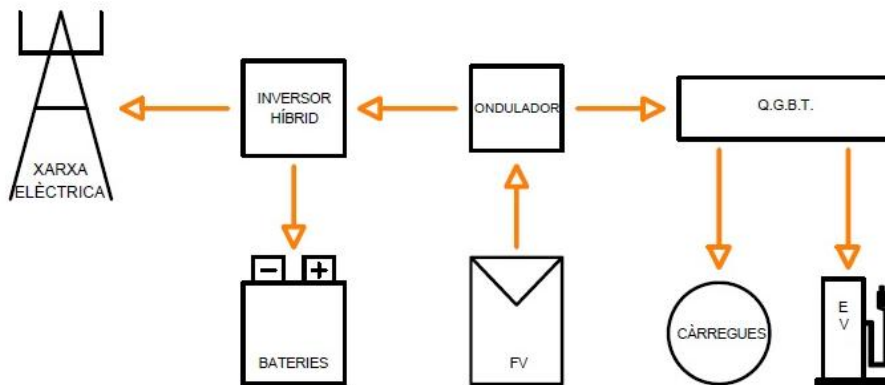 XARXA
ELÈCTRICA
INVERSOR
HÍBRID
ONDULADOR
Q.G.B.T.
BATERIES
FV
CÀRREGUES
E
V